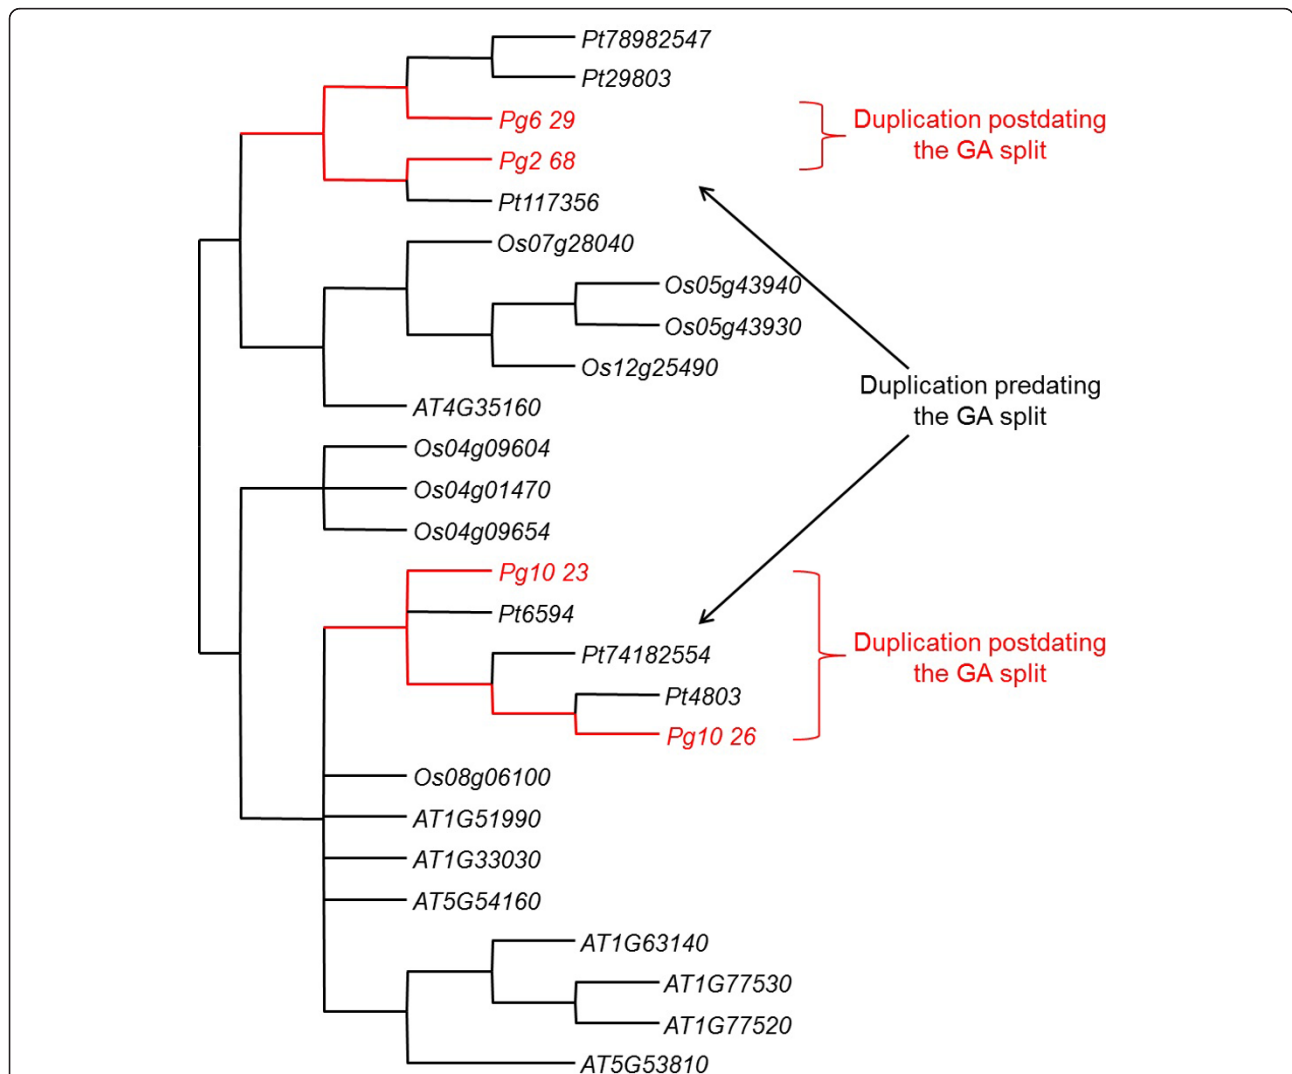 Pt78982547
Pt29803
Pg6 29
Pg2 68
Pt117356
Os07g28040
Os05g43940
Os05g43930
Os12g25490
AT4G35160
Os04g09604
Os04g01470
Os04g09654
Pg10 23
Pt6594
Pt74182554
Pt4803
Pg10 26
Os08g06100
AT1G51990
AT1G33030
AT5G54160
AT1G63140
AT1G77530
AT1G77520
AT5G53810
Duplication postdating
the GA split
Duplication predating
the GA split
Duplication postdating
the GA split